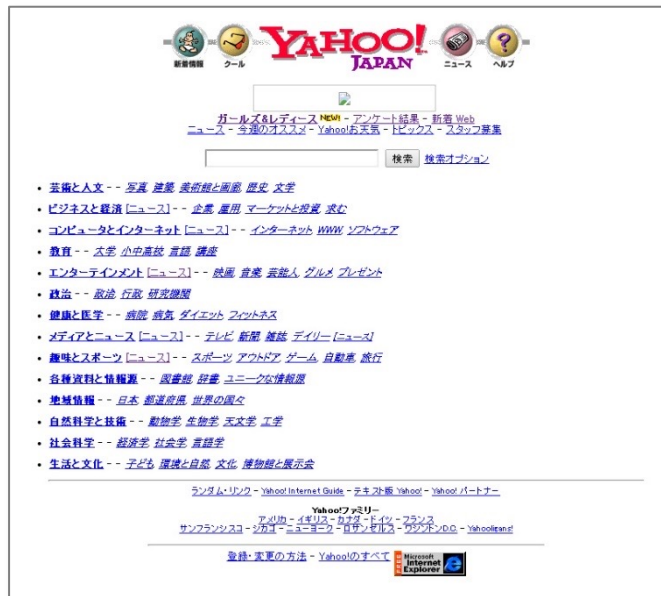 YAHOO!
JAPAN
新着情報 クール ニュース ヘルプ
ガールズ&レディース NEW! - アンケート結果 - 新着 Web
ニュース - 今週のオススメ - Yahoo!お天気 - トピックス - スタッフ募集
検索 検索オプション
• 芸術と人文 - - 写真, 建築, 美術館と画廊, 歴史, 文学
• ビジネスと経済 [ニュース] - - 企業, 雇用, マーケットと投資, 求む
• コンピュータとインターネット [ニュース] - - インターネット, WWW, ソフトウェア
• 教育 - - 大学, 小中高校, 言語, 講座
• エンターテインメント [ニュース] - - 映画, 音楽, 芸能人, グルメ, プレゼント
• 政治 - - 政治, 行政, 研究機関
• 健康と医学 - - 病院, 病気, ダイエット, フィットネス
• メディアとニュース [ニュース] - - テレビ, 新聞, 雑誌, デイリー [ニュース]
• 趣味とスポーツ [ニュース] - - スポーツ, アウトドア, ゲーム, 自動車, 旅行
• 各種資料と情報源 - - 図書館, 辞書, ユニークな情報源
• 地域情報 - - 日本, 都道府県, 世界の国々
• 自然科学と技術 - - 動物学, 生物学, 天文学, 工学
• 社会科学 - - 経済学, 社会学, 言語学
• 生活と文化 - - 子ども, 環境と自然, 文化, 博物館と展示会
ランダム・リンク - Yahoo! Internet Guide - テキスト版 Yahoo! - Yahoo! パートナー
Yahoo!ファミリー
アメリカ - イギリス - カナダ - ドイツ - フランス
サンフランシスコ - シカゴ - ニューヨーク - ロサンゼルス - ワシントンD.C. - Yahooligans!
登録・変更の方法 - Yahoo!のすべて FREE Microsoft Internet Explorer